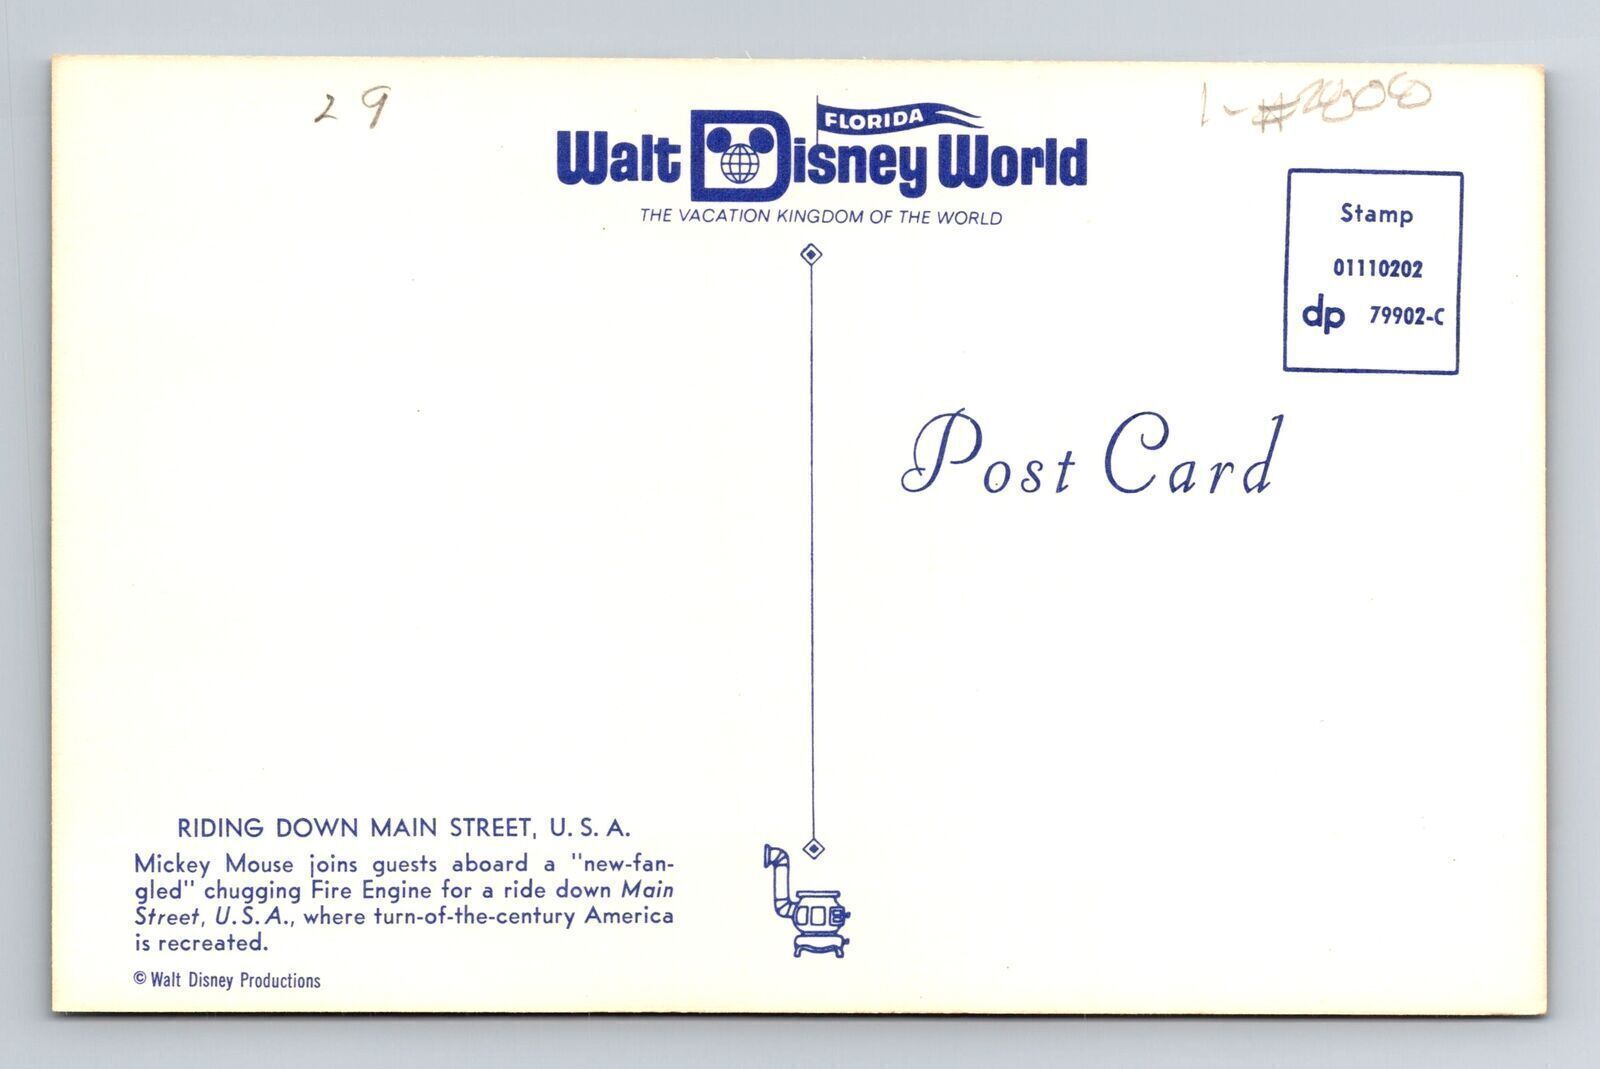 29
FLORIDA
Walt Disney World
THE VACATION KINGDOM OF THE WORLD
Stamp
01110202
dp 79902-C
Post Card
RIDING DOWN MAIN STREET, U. S. A.
Mickey Mouse joins guests aboard a "new-fan-
gled" chugging Fire Engine for a ride down Main
Street, U. S. A., where turn-of-the-century America
is recreated.
© Walt Disney Productions